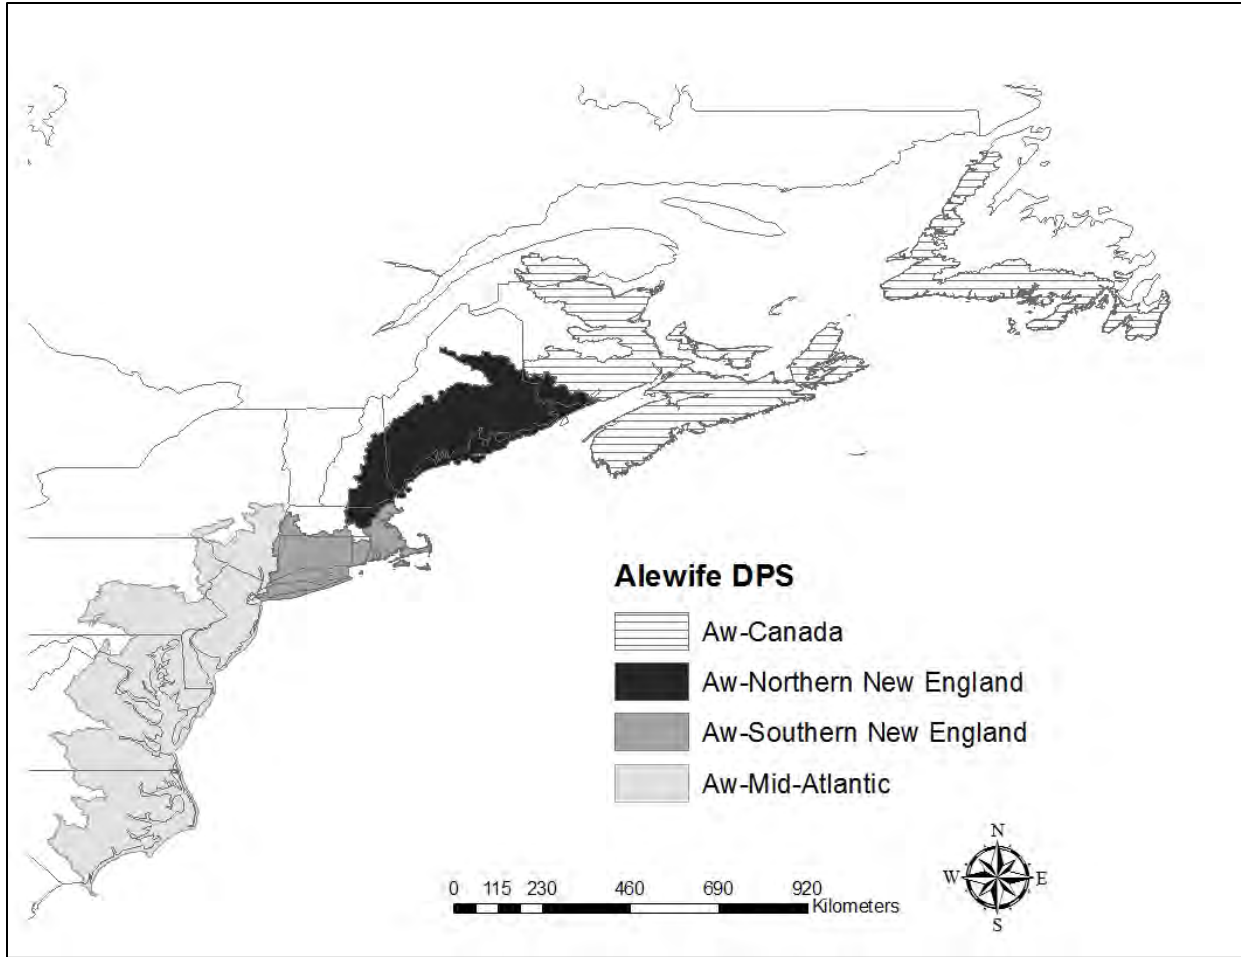 Alewife DPS
Aw-Canada
Aw-Northern New England
Aw-Southern New England
Aw-Mid-Atlantic
N
W E
S
0 115 230 460 690 920
Kilometers